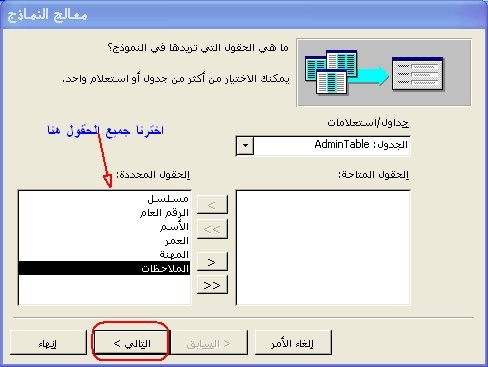 معالج النماذج
ما هي الحقول التي تريدها في النموذج؟
يمكنك الاختيار من أكثر من جدول أو استعلام واحد.
اخترنا جميع الحقول هنا
جداول/استعلامات
الجدول: AdminTable
الحقول المتاحة:
الحقول المحددة:
مسلسل
الرقم العام
الأسم
العمر
المهنة
الملاحظات
<
<<
>
>>
إلغاء الأمر
< السابق
التالي >
إنهاء